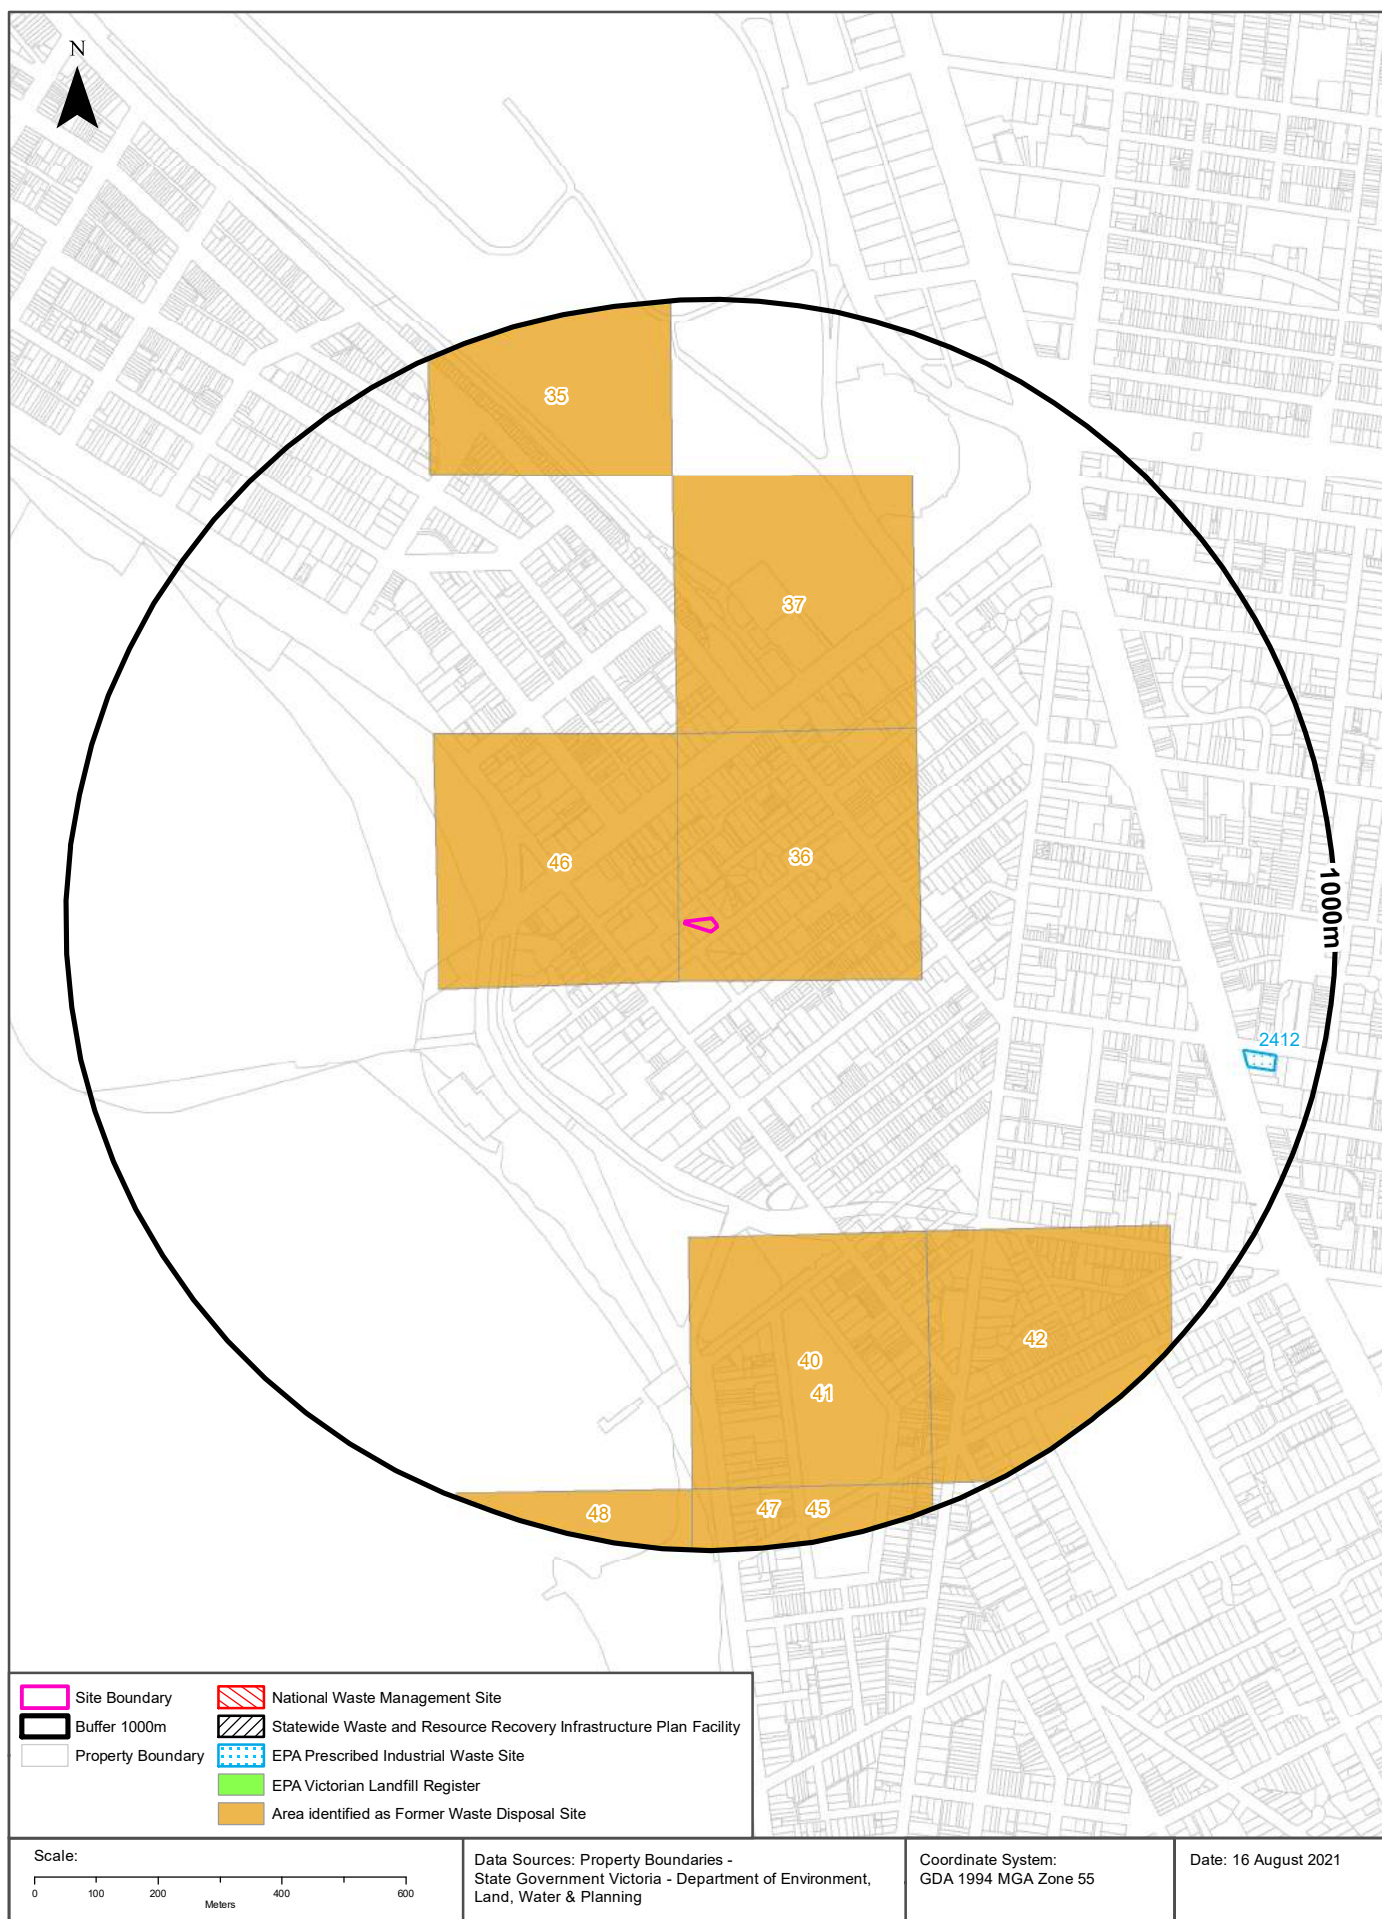 N
35
37
46
36
1000m
2412
42
40
41
48
47
45
Site Boundary
Buffer 1000m
Property Boundary
National Waste Management Site
Statewide Waste and Resource Recovery Infrastructure Plan Facility
EPA Prescribed Industrial Waste Site
EPA Victorian Landfill Register
Area identified as Former Waste Disposal Site
Scale:
0 100 200 400 600
Meters
Data Sources: Property Boundaries -
State Government Victoria - Department of Environment,
Land, Water & Planning
Coordinate System:
GDA 1994 MGA Zone 55
Date: 16 August 2021